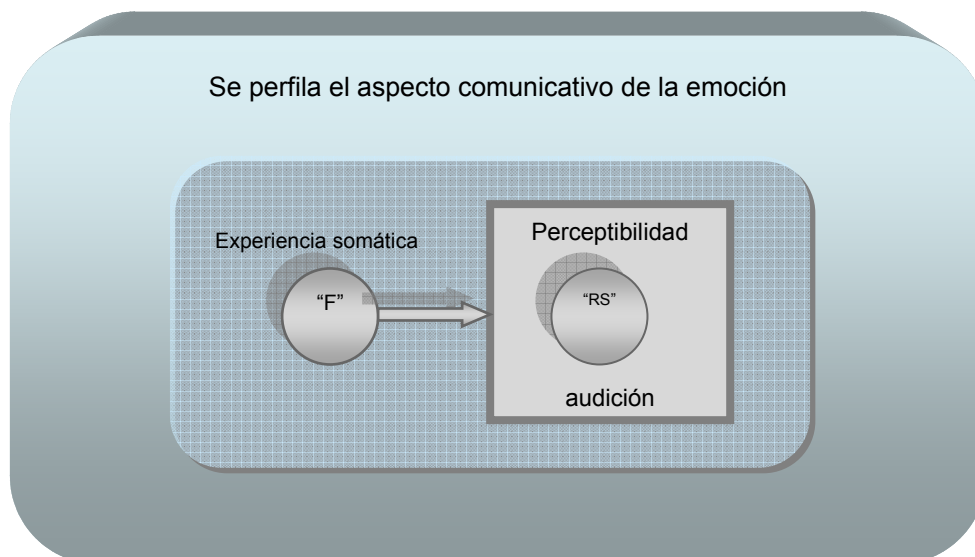 Se perfila el aspecto comunicativo de la emoción
Experiencia somática
Perceptibilidad
“F”
“RS”
audición